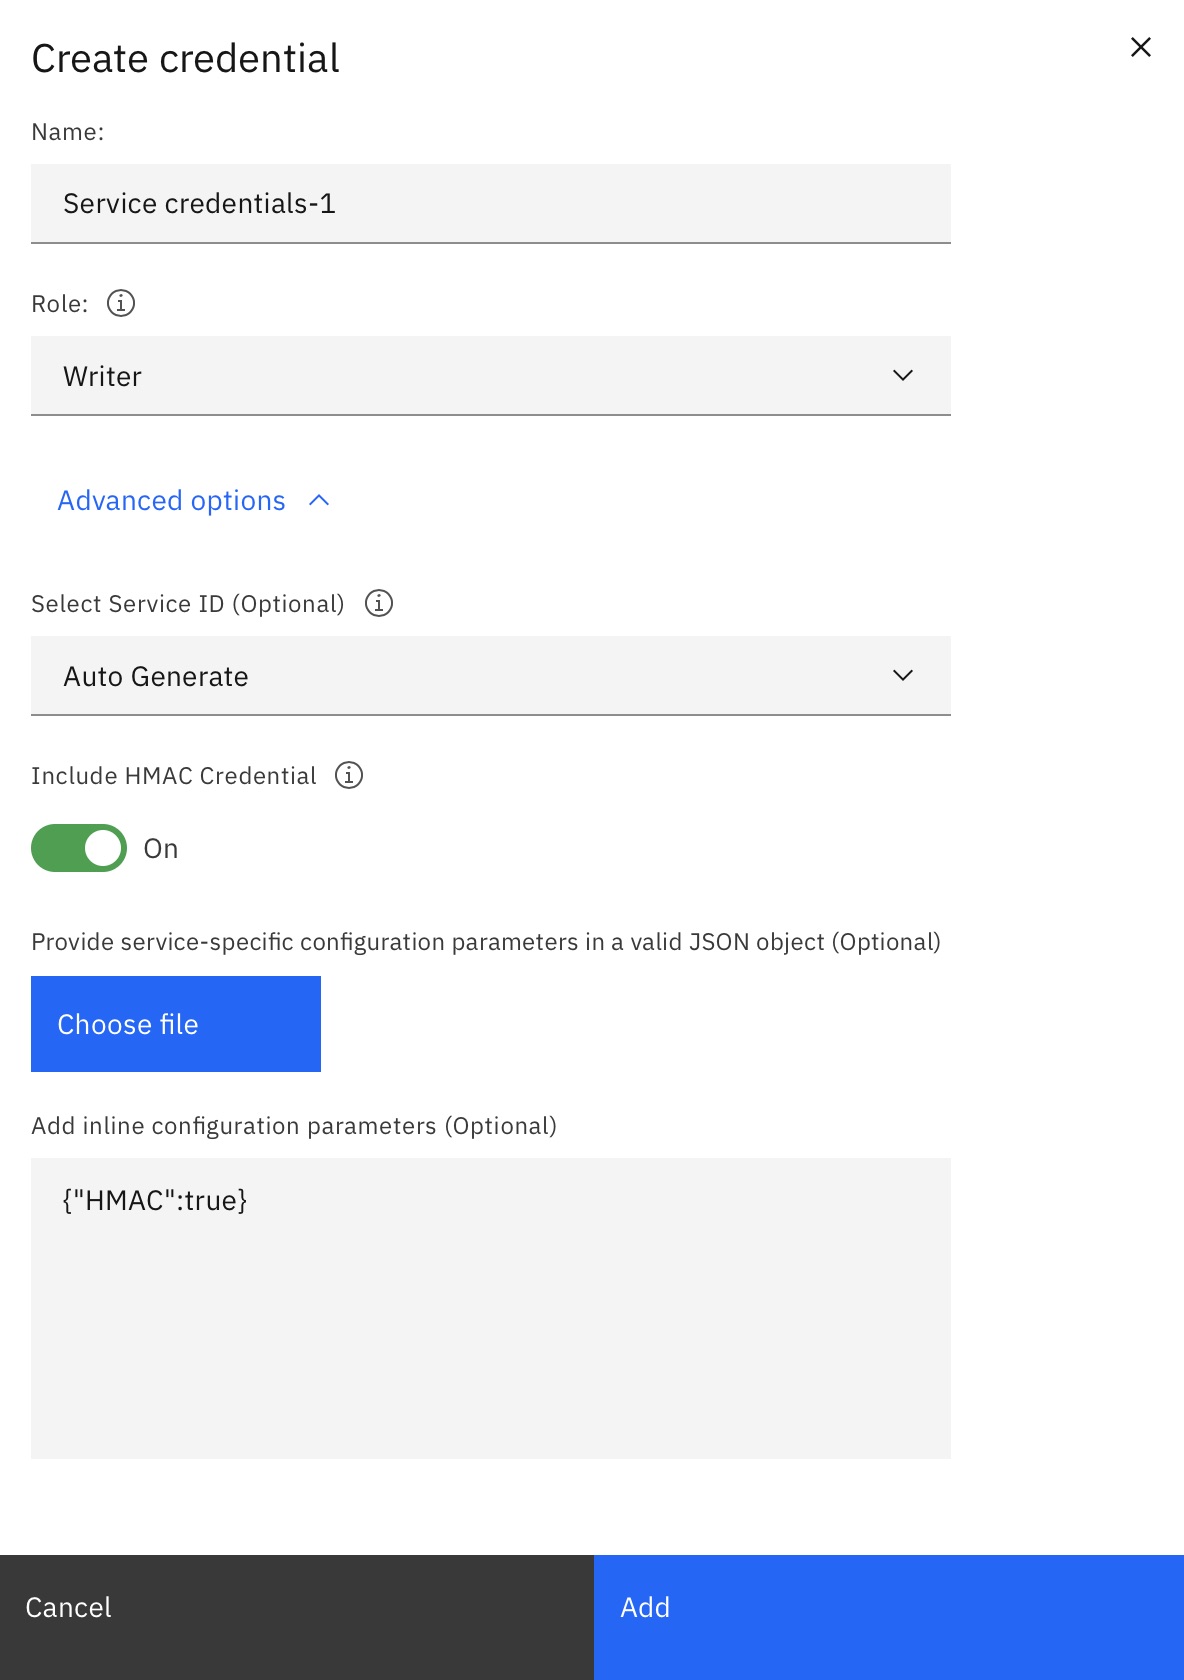 Create credential
Name:
Service credentials-1
Role:
Writer
Advanced options
Select Service ID (Optional)
Auto Generate
Include HMAC Credential
On
Provide service-specific configuration parameters in a valid JSON object (Optional)
Choose file
Add inline configuration parameters (Optional)
{"HMAC":true}
Cancel
Add